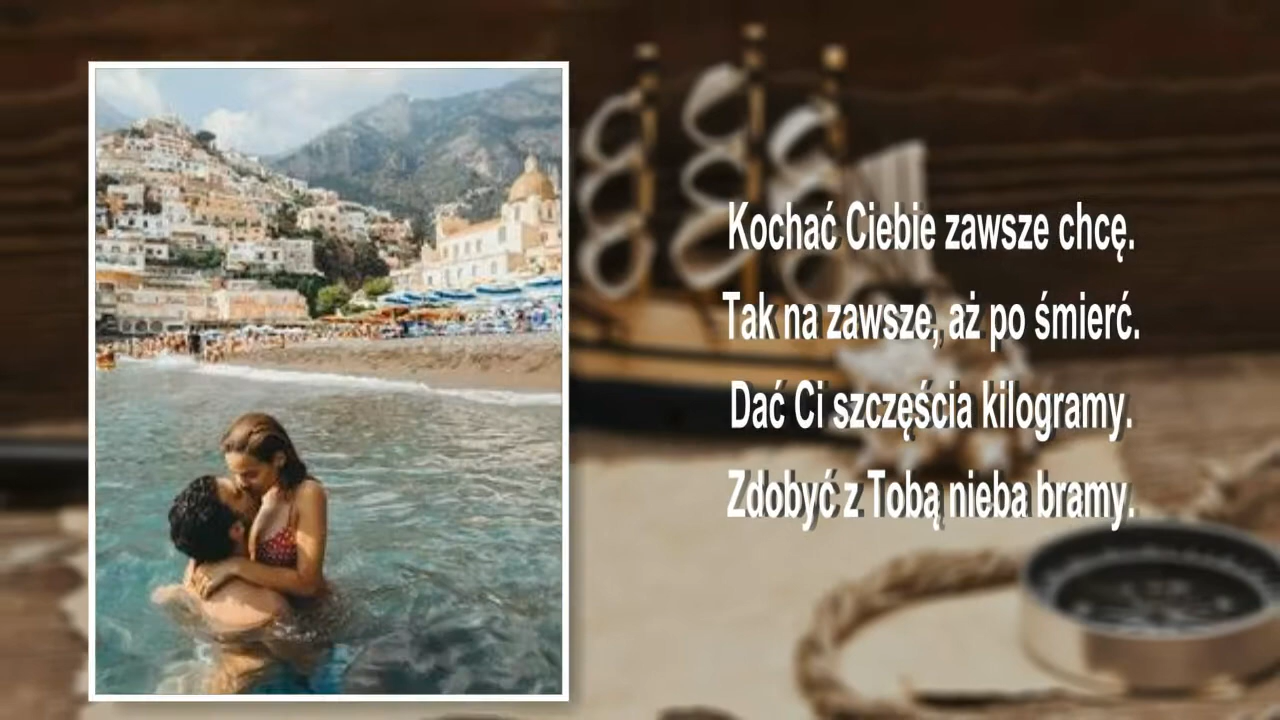 Kochać Ciebie zawsze chcę.
Tak na zawsze, aż po śmierć.
Dać Ci szczęścia kilogramy.
Zdobyć z Tobą nieba bramy.